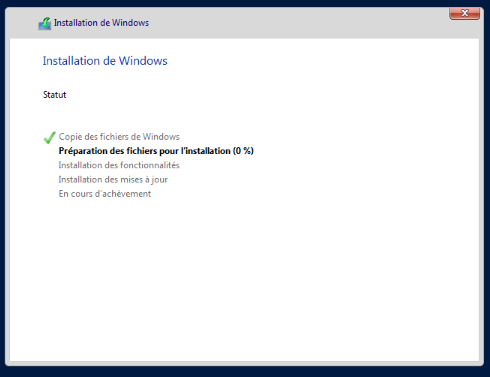 Installation de Windows
Installation de Windows
Statut
Copie des fichiers de Windows
Préparation des fichiers pour l'installation (0 %)
Installation des fonctionnalités
Installation des mises à jour
En cours d'achèvement